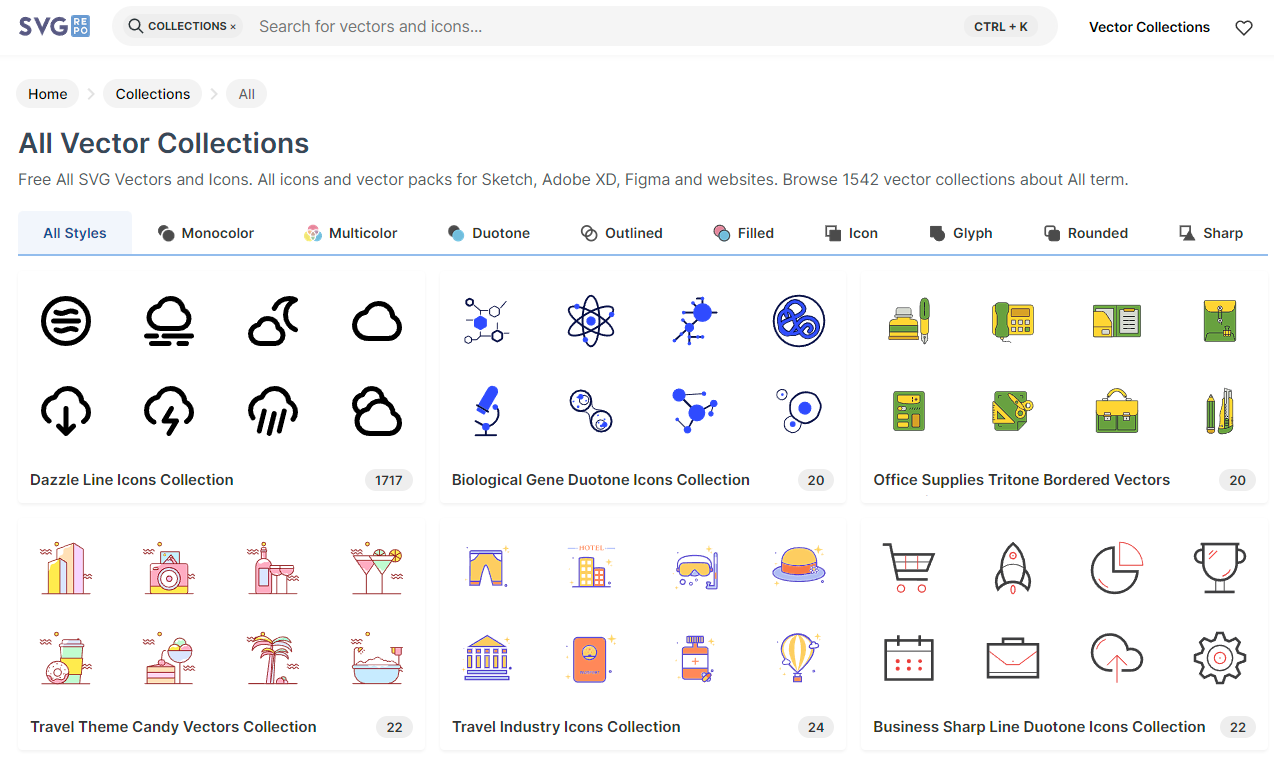 SVG REPO
COLLECTIONS × Search for vectors and icons... CTRL + K
Vector Collections
Home Collections All
All Vector Collections
Free All SVG Vectors and Icons. All icons and vector packs for Sketch, Adobe XD, Figma and websites. Browse 1542 vector collections about All term.
All Styles Monocolor Multicolor Duotone Outlined Filled Icon Glyph Rounded Sharp
Dazzle Line Icons Collection 1717
Biological Gene Duotone Icons Collection 20
Office Supplies Tritone Bordered Vectors 20
HOTEL
Travel Theme Candy Vectors Collection 22
Travel Industry Icons Collection 24
Business Sharp Line Duotone Icons Collection 22